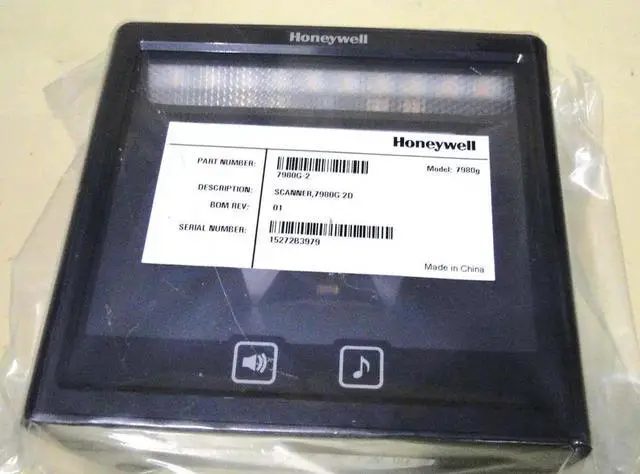 Honeywell
Honeywell
PART NUMBER:
Model: 7980g
7980G-2
DESCRIPTION: SCANNER,7980G-2D
BOM REV: 01
SERIAL NUMBER:
15272B3979
Made in China